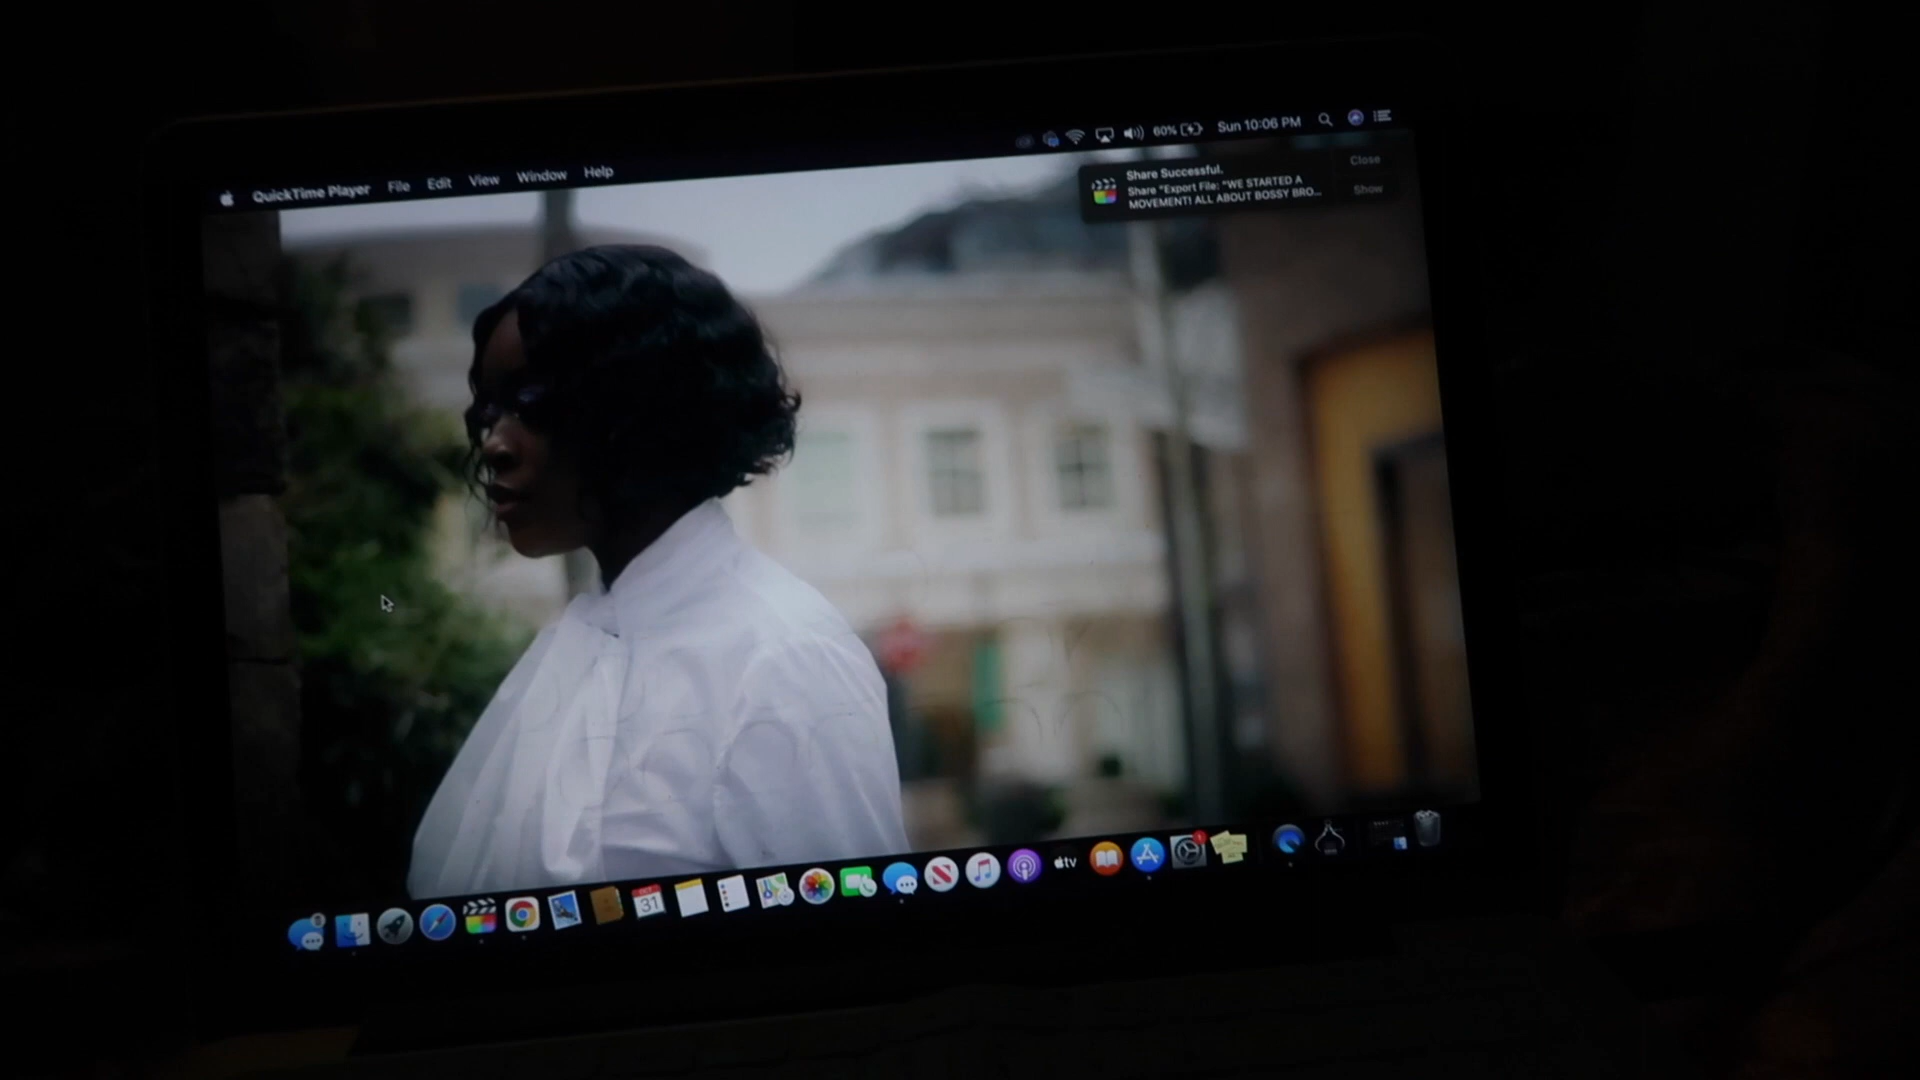 QuickTime Player File Edit View Window Help 60% Sun 10:06 PM
Share Successful.
Share "Export File: "WE STARTED A
MOVEMENT! ALL ABOUT BOSSY BRO...
Close
Show
OCT
31
tv